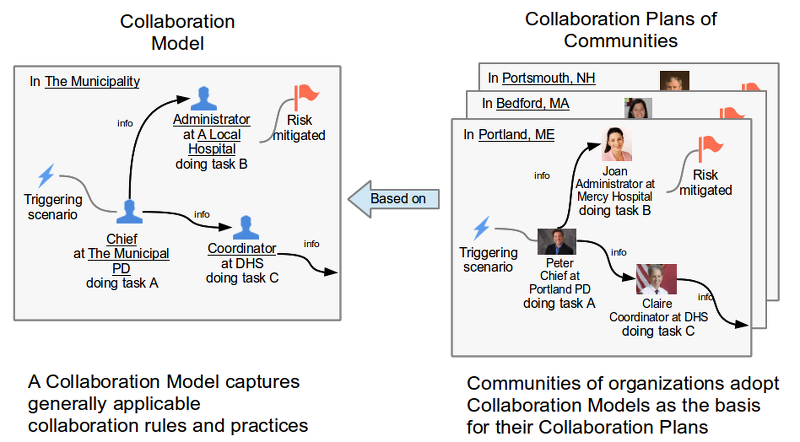 Collaboration
Model
In The Municipality
info
Administrator
at A Local
Hospital
doing task B
Risk
mitigated
Triggering
scenario
Chief
at The Municipal
PD
doing task A
info
Coordinator
at DHS
doing task C
info
A Collaboration Model captures
generally applicable
collaboration rules and practices
Based on
Collaboration Plans of
Communities
In Portsmouth, NH
In Bedford, MA
In Portland, ME
info
Joan
Administrator at
Mercy Hospital
doing task B
Risk
mitigated
Triggering
scenario
Peter
Chief at
Portland PD
doing task A
info
Claire
Coordinator at DHS
doing task C
info
Communities of organizations adopt
Collaboration Models as the basis
for their Collaboration Plans